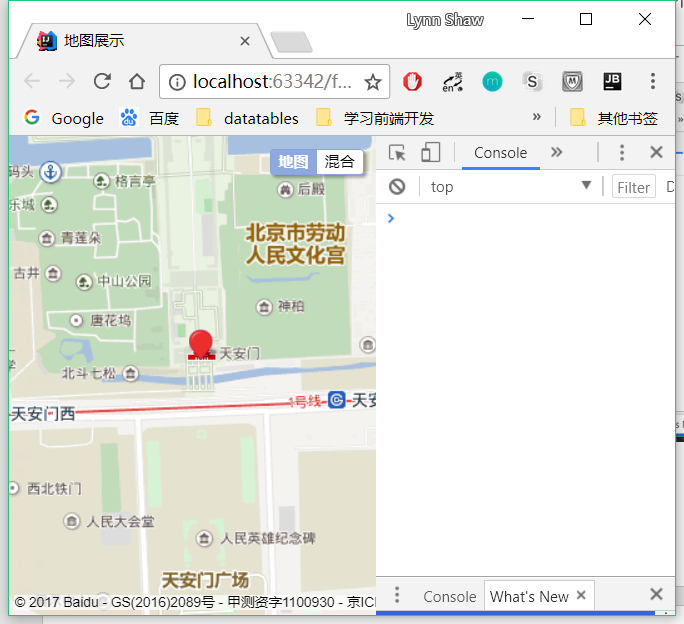 Lynn Shaw
地图展示
localhost:63342/f...
en 英
m
S
M
JB
Google
百度
datatables
学习前端开发
»
其他书签
Console
»
top
Filter
D
地图 混合
码头
格言亭
后殿
乐城
青莲朵
北京市劳动
人民文化宫
古井
中山公园
神柏
唐花坞
天安门
北斗七松
1号线
天安门西
天安
西北铁门
人民大会堂
人民英雄纪念碑
天安门广场
© 2017 Baidu - GS(2016)2089号 - 甲测资字1100930 - 京IC
Console
What's New